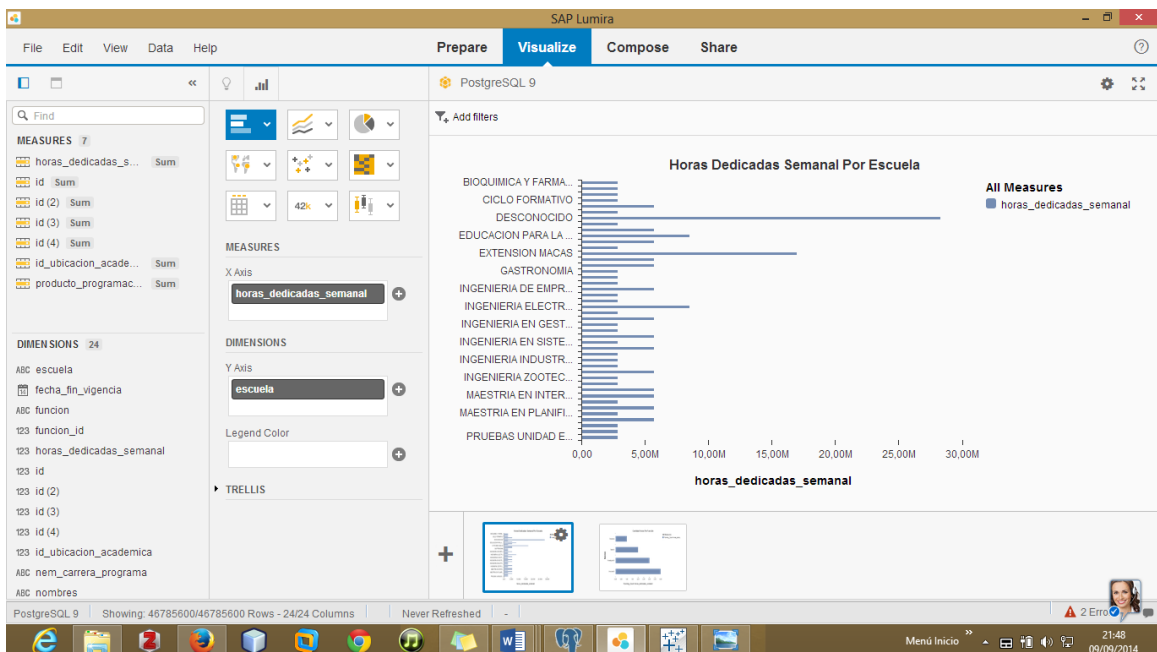 SAP Lumira
File Edit View Data Help
Prepare Visualize Compose Share
PostgreSQL 9
Find
Add filters
MEASURES 7
horas_dedicadas_s... Sum
id Sum
id (2) Sum
id (3) Sum
id (4) Sum
id_ubicacion_acade... Sum
producto_programac... Sum
DIMENSIONS 24
ABC escuela
fecha_fin_vigencia
ABC funcion
123 funcion_id
123 horas_dedicadas_semanal
123 id
123 id (2)
123 id (3)
123 id (4)
123 id_ubicacion_academica
ABC nem_carrera_programa
ABC nombres
42k
MEASURES
X Axis
horas_dedicadas_semanal
DIMENSIONS
Y Axis
escuela
Legend Color
TRELLIS
Horas Dedicadas Semanal Por Escuela
BIOQUIMICA Y FARMA...
CICLO FORMATIVO
DESCONOCIDO
EDUCACION PARA LA ...
EXTENSION MACAS
GASTRONOMIA
INGENIERIA DE EMPR...
INGENIERIA ELECTR...
INGENIERIA EN GEST...
INGENIERIA EN SISTE...
INGENIERIA INDUSTR...
INGENIERIA ZOOTEC...
MAESTRIA EN INTER...
MAESTRIA EN PLANIFI...
PRUEBAS UNIDAD E...
0,00 5,00M 10,00M 15,00M 20,00M 25,00M 30,00M
horas_dedicadas_semanal
All Measures
horas_dedicadas_semanal
PostgreSQL 9 Showing: 46785600/46785600 Rows - 24/24 Columns Never Refreshed - 2 Erro
Menú Inicio
21:48
09/09/2014